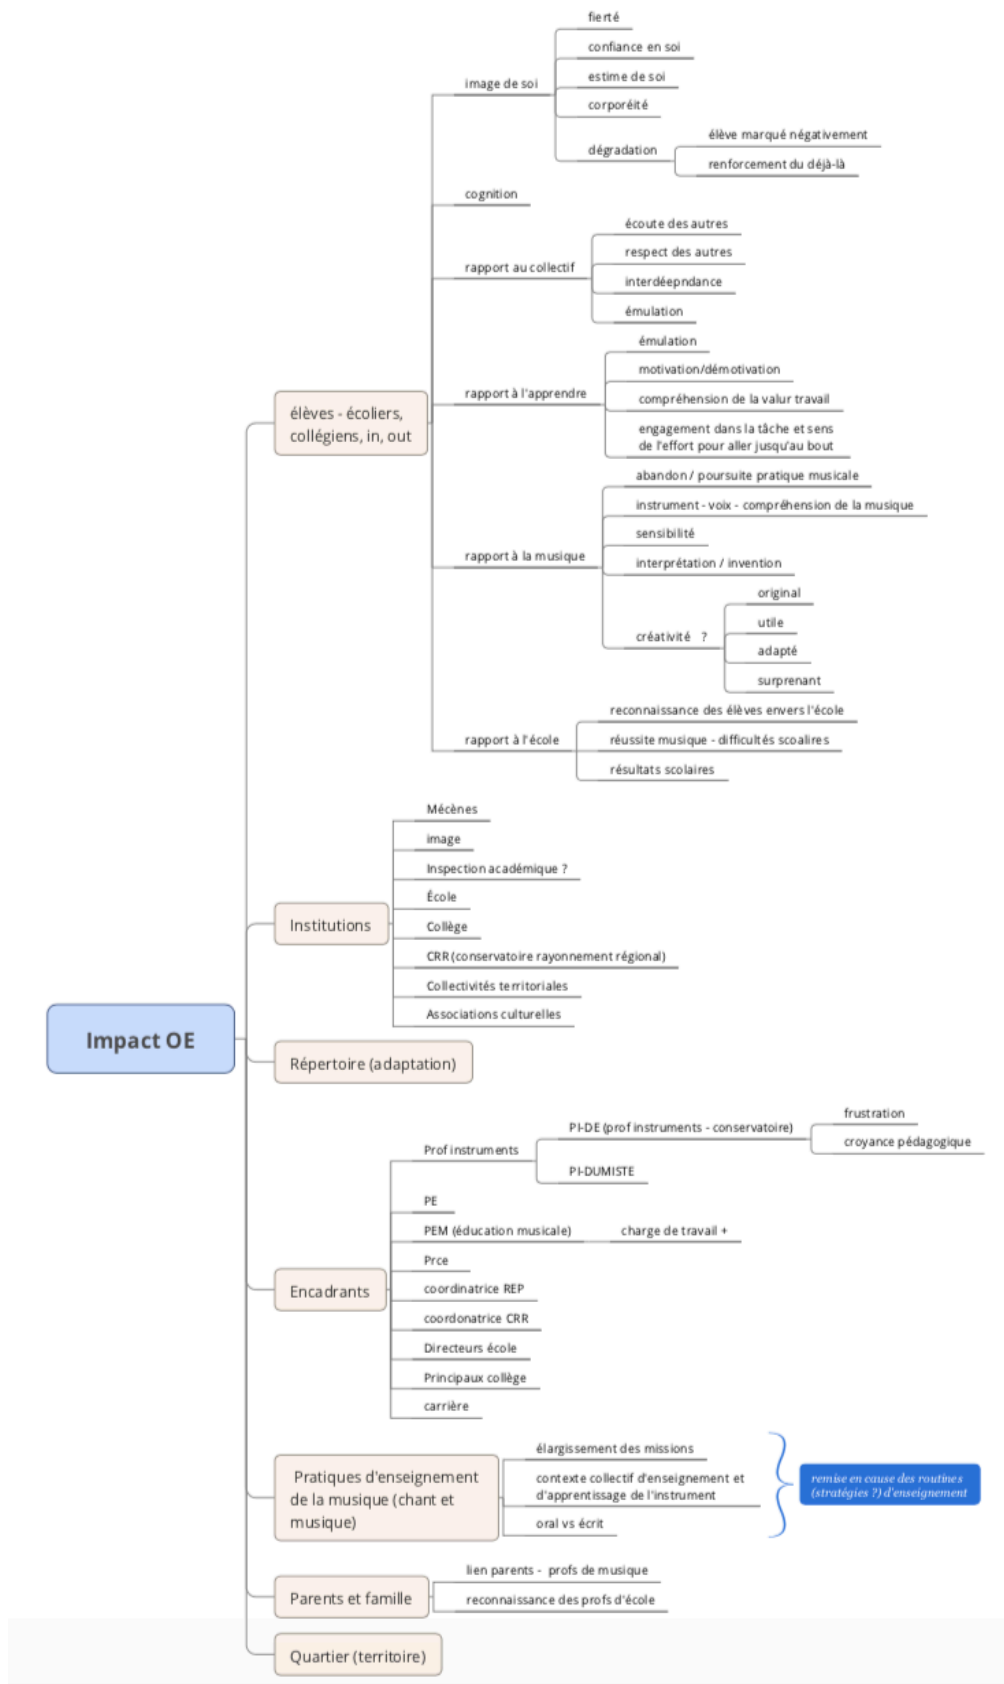 fierté
confiance en soi
estime de soi
image de soi
corporéité
dégradation
élève marqué négativement
renforcement du déjà-là
cognition
écoute des autres
respect des autres
rapport au collectif
interdéepndance
émulation
émulation
motivation/démotivation
rapport à l'apprendre
compréhension de la valur travail
engagement dans la tâche et sens
de l'effort pour aller jusqu'au bout
élèves - écoliers,
collégiens, in, out
abandon / poursuite pratique musicale
instrument - voix - compréhension de la musique
sensibilité
rapport à la musique
interprétation / invention
créativité ?
original
utile
adapté
surprenant
reconnaissance des élèves envers l'école
rapport à l'école
réussite musique - difficultés scoalires
résultats scolaires
Mécènes
image
Inspection académique ?
École
Institutions
Collège
CRR (conservatoire rayonnement régional)
Collectivités territoriales
Associations culturelles
Impact OE
Répertoire (adaptation)
Prof instruments
PI-DE (prof instruments - conservatoire)
frustration
croyance pédagogique
PI-DUMISTE
PE
PEM (éducation musicale)
charge de travail +
Prce
Encadrants
coordinatrice REP
coordonatrice CRR
Directeurs école
Principaux collège
carrière
Pratiques d'enseignement
de la musique (chant et
musique)
élargissement des missions
contexte collectif d'enseignement et
d'apprentissage de l'instrument
oral vs écrit
remise en cause des routines
(stratégies ?) d'enseignement
Parents et famille
lien parents - profs de musique
reconnaissance des profs d'école
Quartier (territoire)